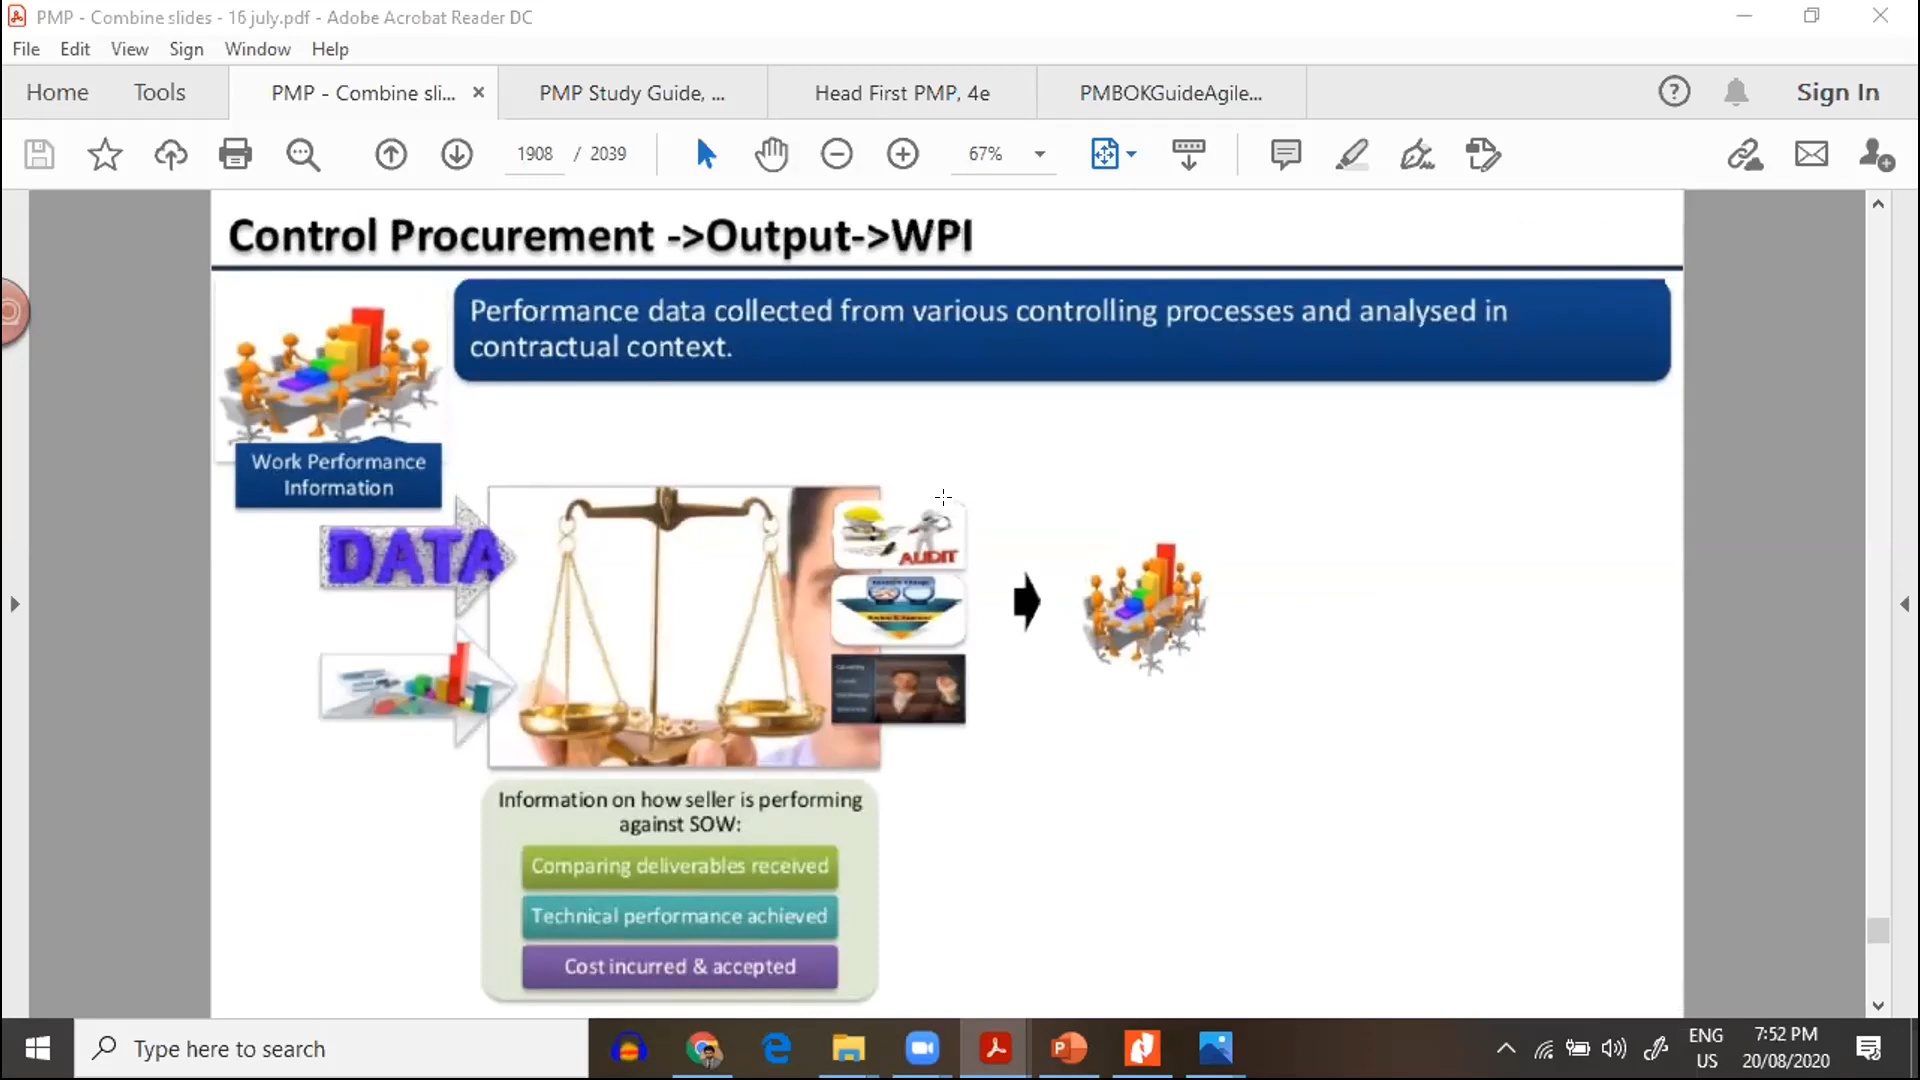 PMP - Combine slides - 16 july.pdf - Adobe Acrobat Reader DC
File Edit View Sign Window Help
Home Tools PMP - Combine sli... PMP Study Guide, ... Head First PMP, 4e PMBOKGuideAgile... Sign In
1908 / 2039 67%
Control Procurement ->Output->WPI
Performance data collected from various controlling processes and analysed in
contractual context.
Work Performance
Information
DATA
AUDIT
Information on how seller is performing
against SOW:
Comparing deliverables received
Technical performance achieved
Cost incurred & accepted
Type here to search
ENG
US
7:52 PM
20/08/2020